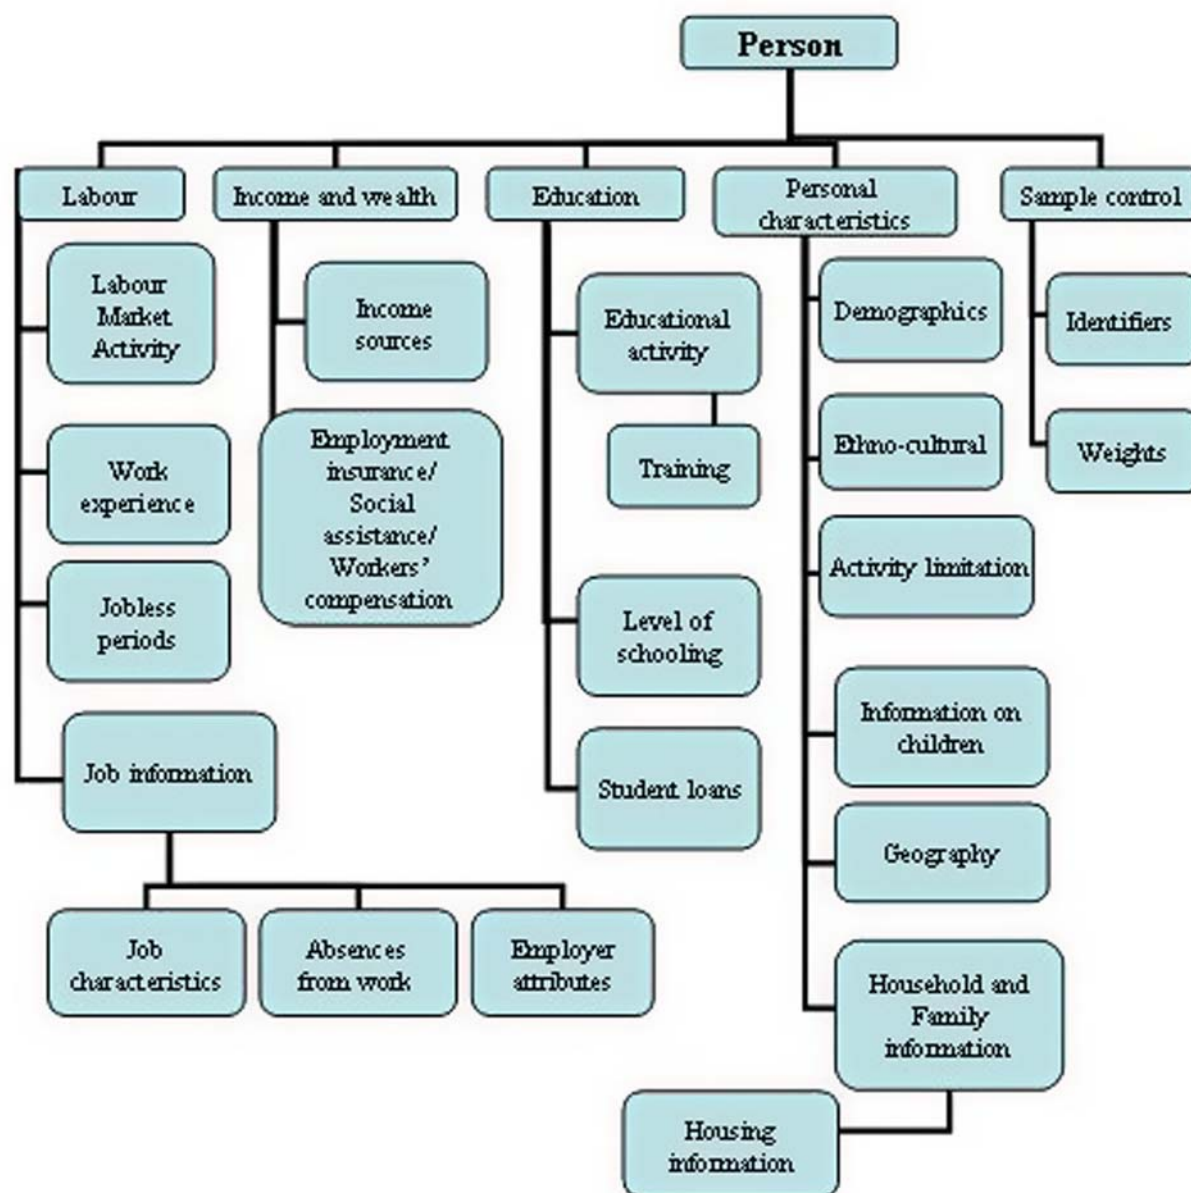 Person
Labour
Income and wealth
Education
Personal
characteristics
Sample control
Labour
Market
Activity
Work
experience
Jobless
periods
Job information
Job
characteristics
Absences
from work
Employer
attributes
Income
sources
Employment
insurance/
Social
assistance/
Workers’
compensation
Educational
activity
Training
Level of
schooling
Student loans
Demographics
Ethno-cultural
Activity limitation
Information on
children
Geography
Household and
Family
information
Housing
information
Identifiers
Weights